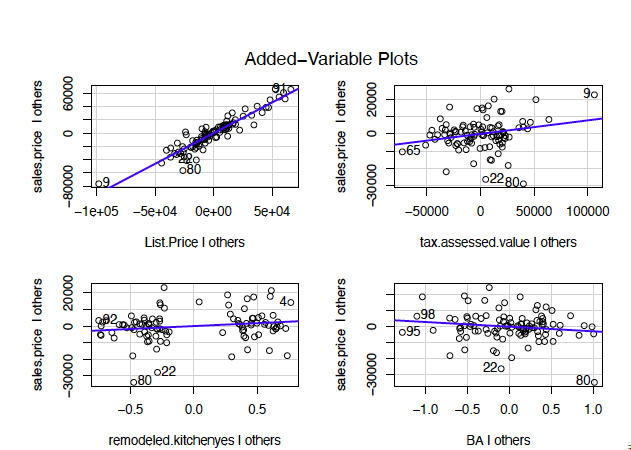 Added−Variable Plots
sales.price | others
−80000 0 60000
91
22
80
9
−1e+05 −5e+04 0e+00 5e+04
List.Price | others
sales.price | others
−30000 0 20000
9
65
22
80
−50000 0 50000 100000
tax.assessed.value | others
sales.price | others
−30000 0 20000
92
4
22
80
−0.5 0.0 0.5
remodeled.kitchenyes | others
sales.price | others
−30000 0
98
95
22
80
−1.0 −0.5 0.0 0.5 1.0
BA | others